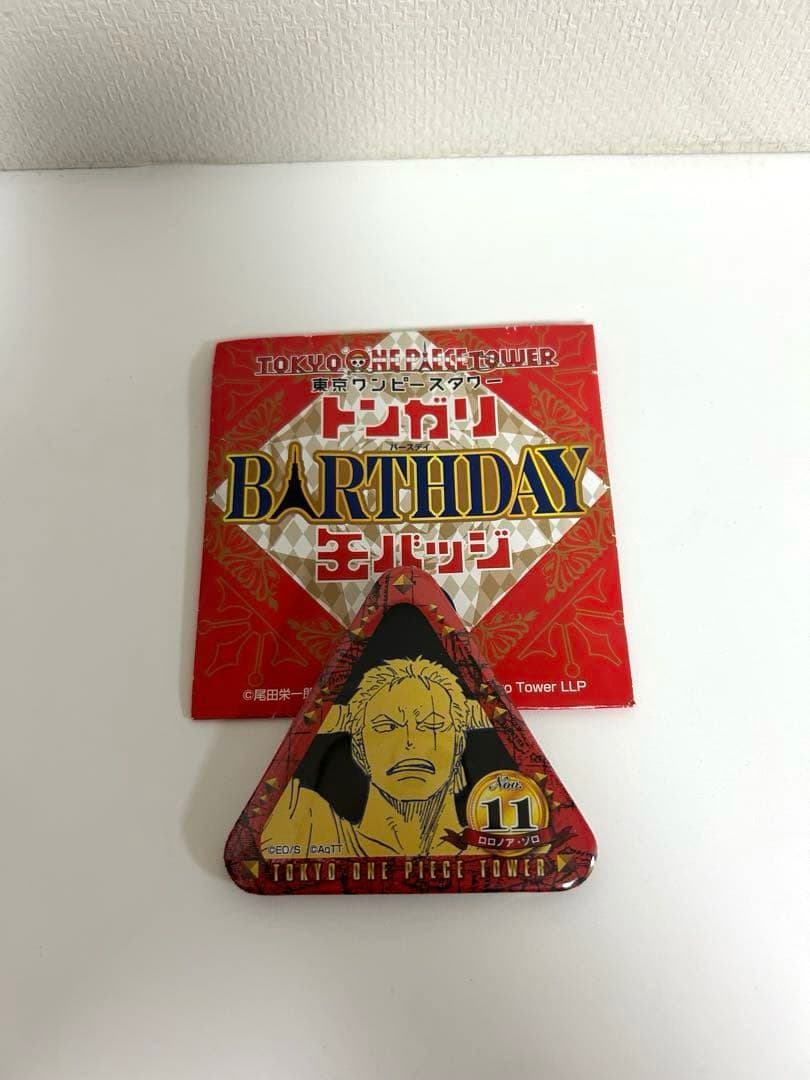 TOKYO ONE PIECE TOWER
東京ワンピースタワー
トンガリ
バースデイ
BIRTHDAY
缶バッジ
©尾田栄一郎
o Tower LLP
Nov.
11
ロロノア・ゾロ
©EO/S ©AqTT
TOKYO ONE PIECE TOWER